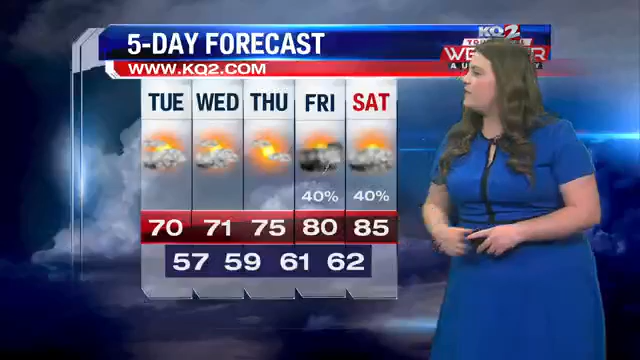 KQ2
5-DAY FORECAST
WWW.KQ2.COM
TUE WED THU FRI SAT
40% 40%
70 71 75 80 85
57 59 61 62